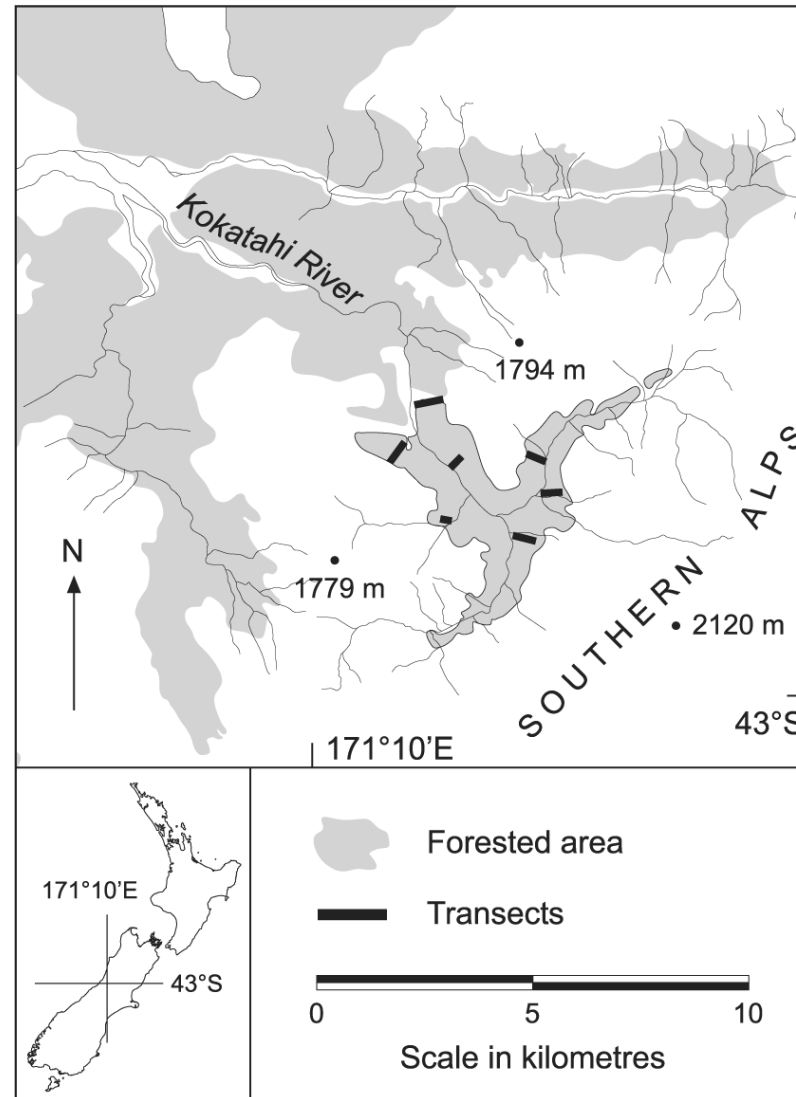 Kokatahi River
1794 m
N
1779 m
SOUTHERN ALPS
2120 m
43°S
171°10’E
171°10’E
43°S
Forested area
Transects
0 5 10
Scale in kilometres